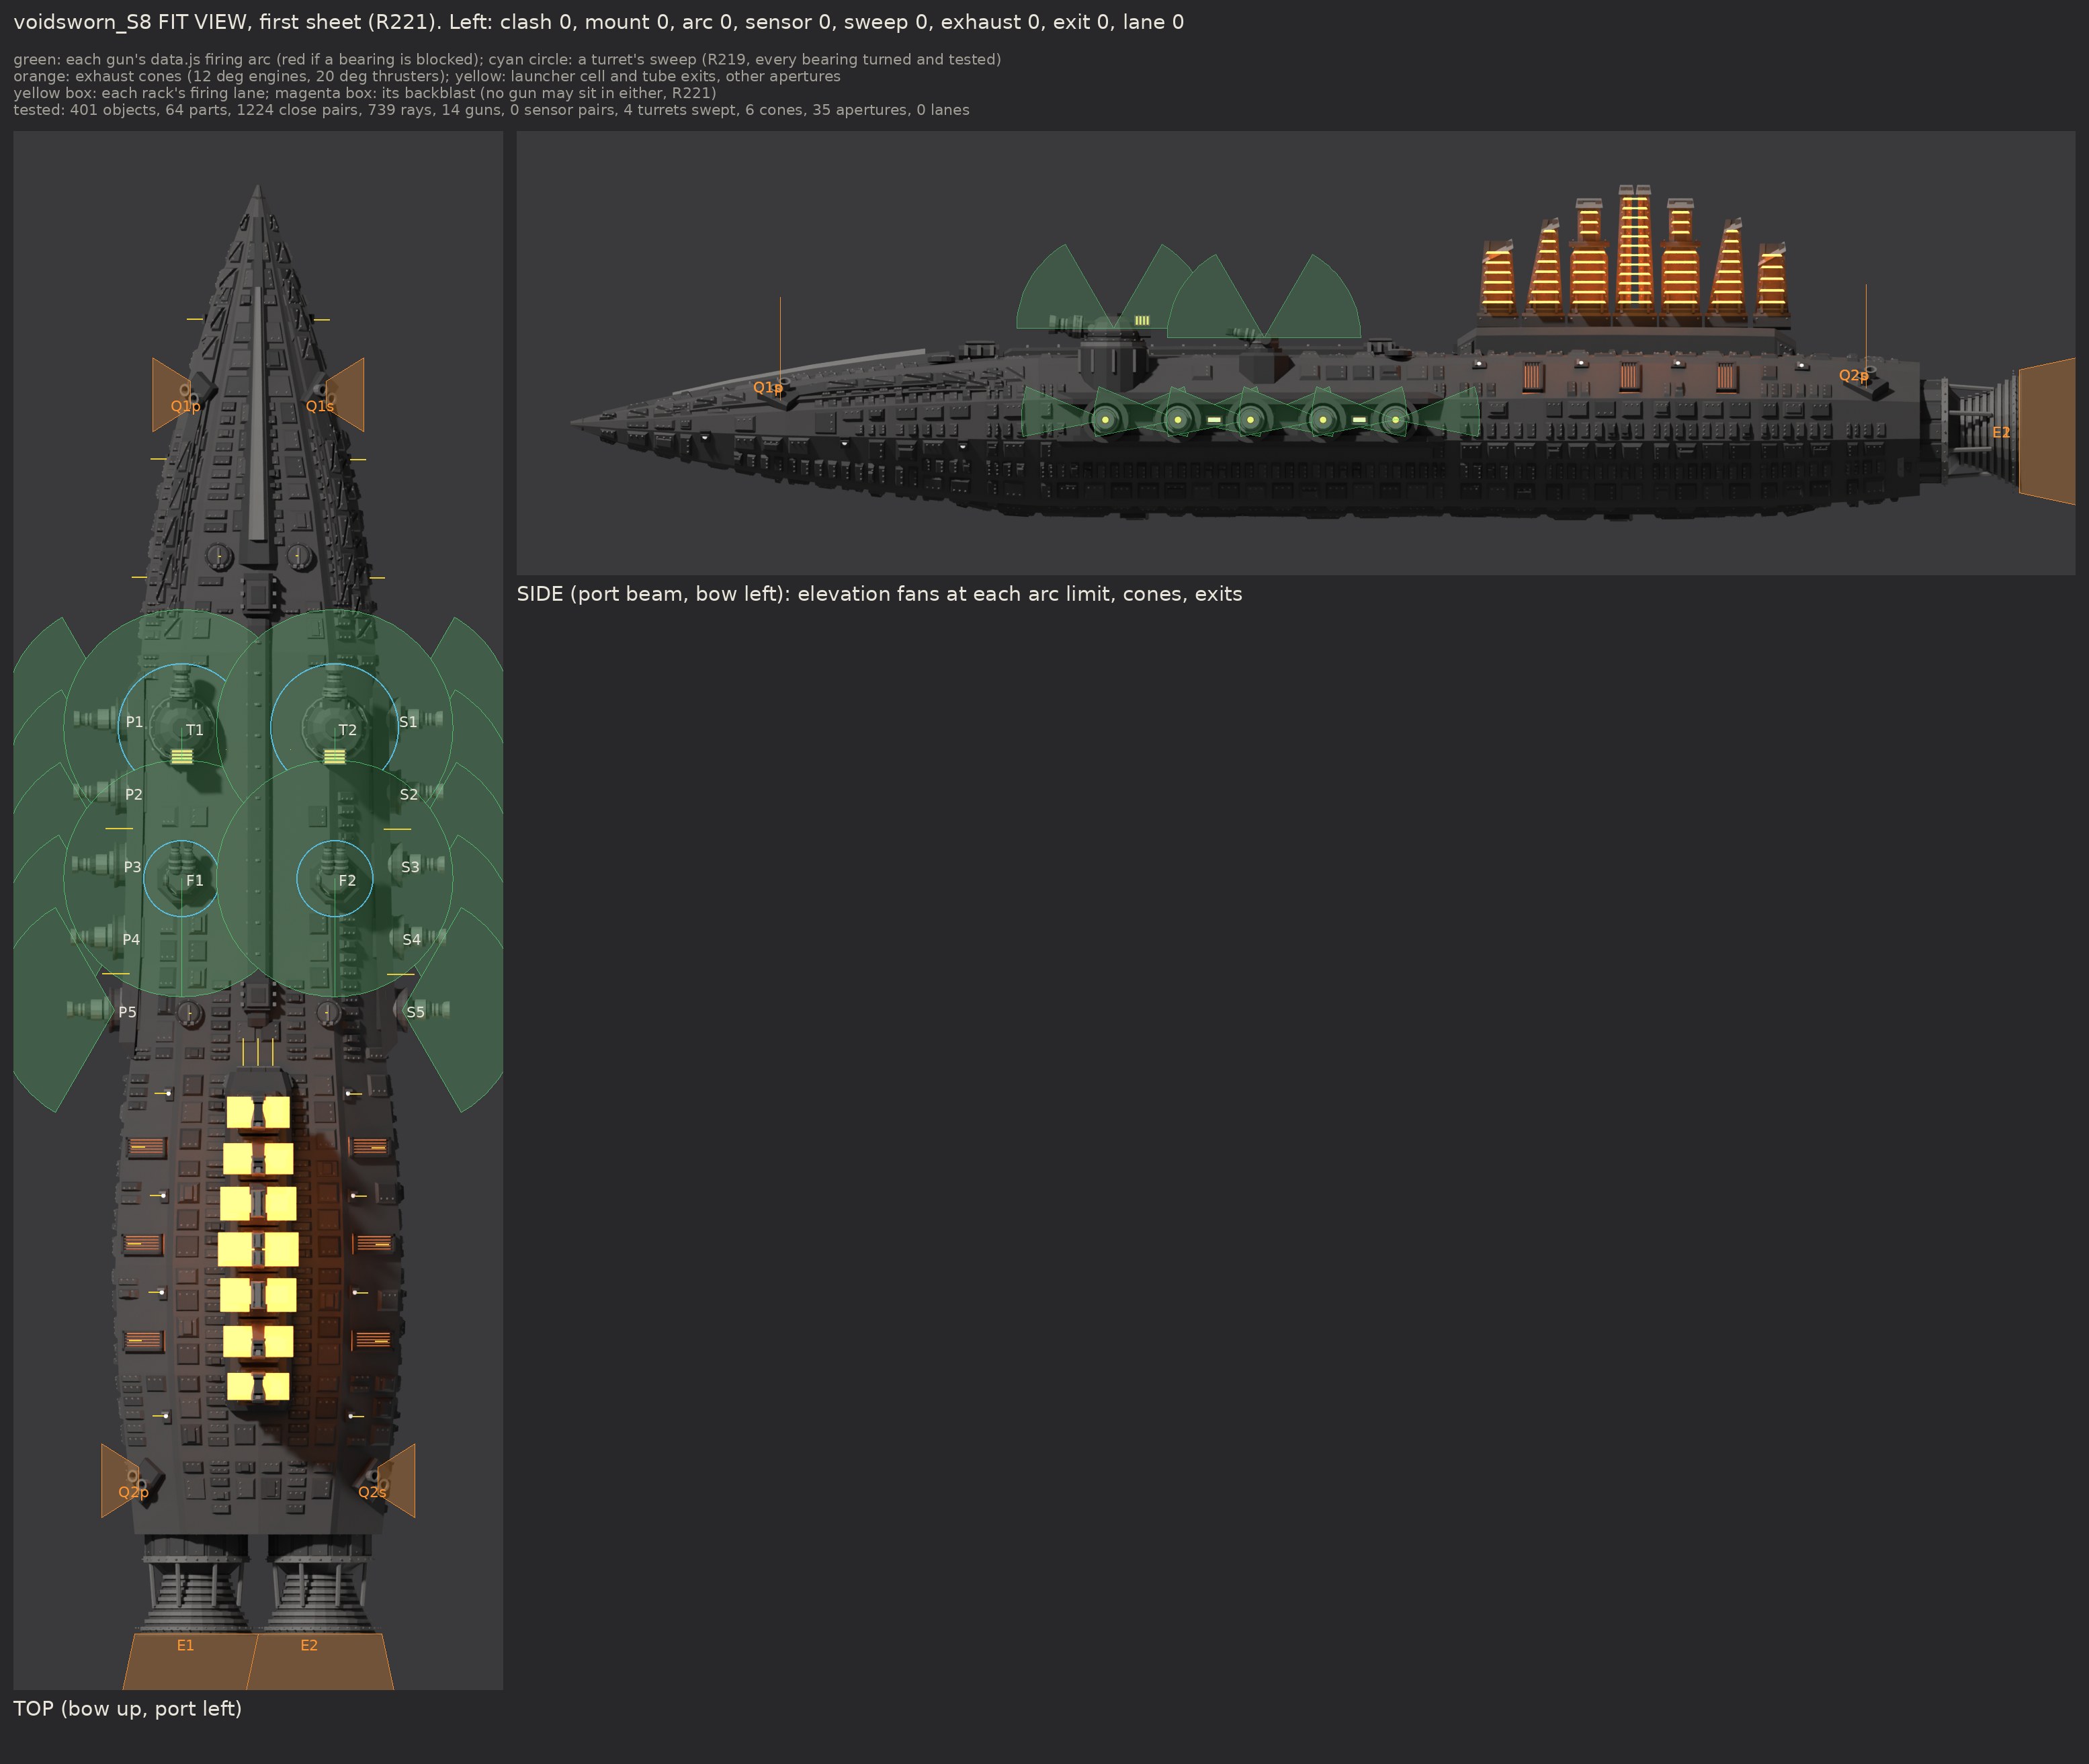 voidsworn_S8 FIT VIEW, first sheet (R221). Left: clash 0, mount 0, arc 0, sensor 0, sweep 0, exhaust 0, exit 0, lane 0
green: each gun's data.js firing arc (red if a bearing is blocked); cyan circle: a turret's sweep (R219, every bearing turned and tested)
orange: exhaust cones (12 deg engines, 20 deg thrusters); yellow: launcher cell and tube exits, other apertures
yellow box: each rack's firing lane; magenta box: its backblast (no gun may sit in either, R221)
tested: 401 objects, 64 parts, 1224 close pairs, 739 rays, 14 guns, 0 sensor pairs, 4 turrets swept, 6 cones, 35 apertures, 0 lanes
Q1p
Q2p
SIDE (port beam, bow left): elevation fans at each arc limit, cones, exits
Q1p Q1s
P1 T1 T2 S1
P2 S2
P3 F1 F2 S3
P4 S4
P5 S5
Q2p Q2s
E1 E2
TOP (bow up, port left)